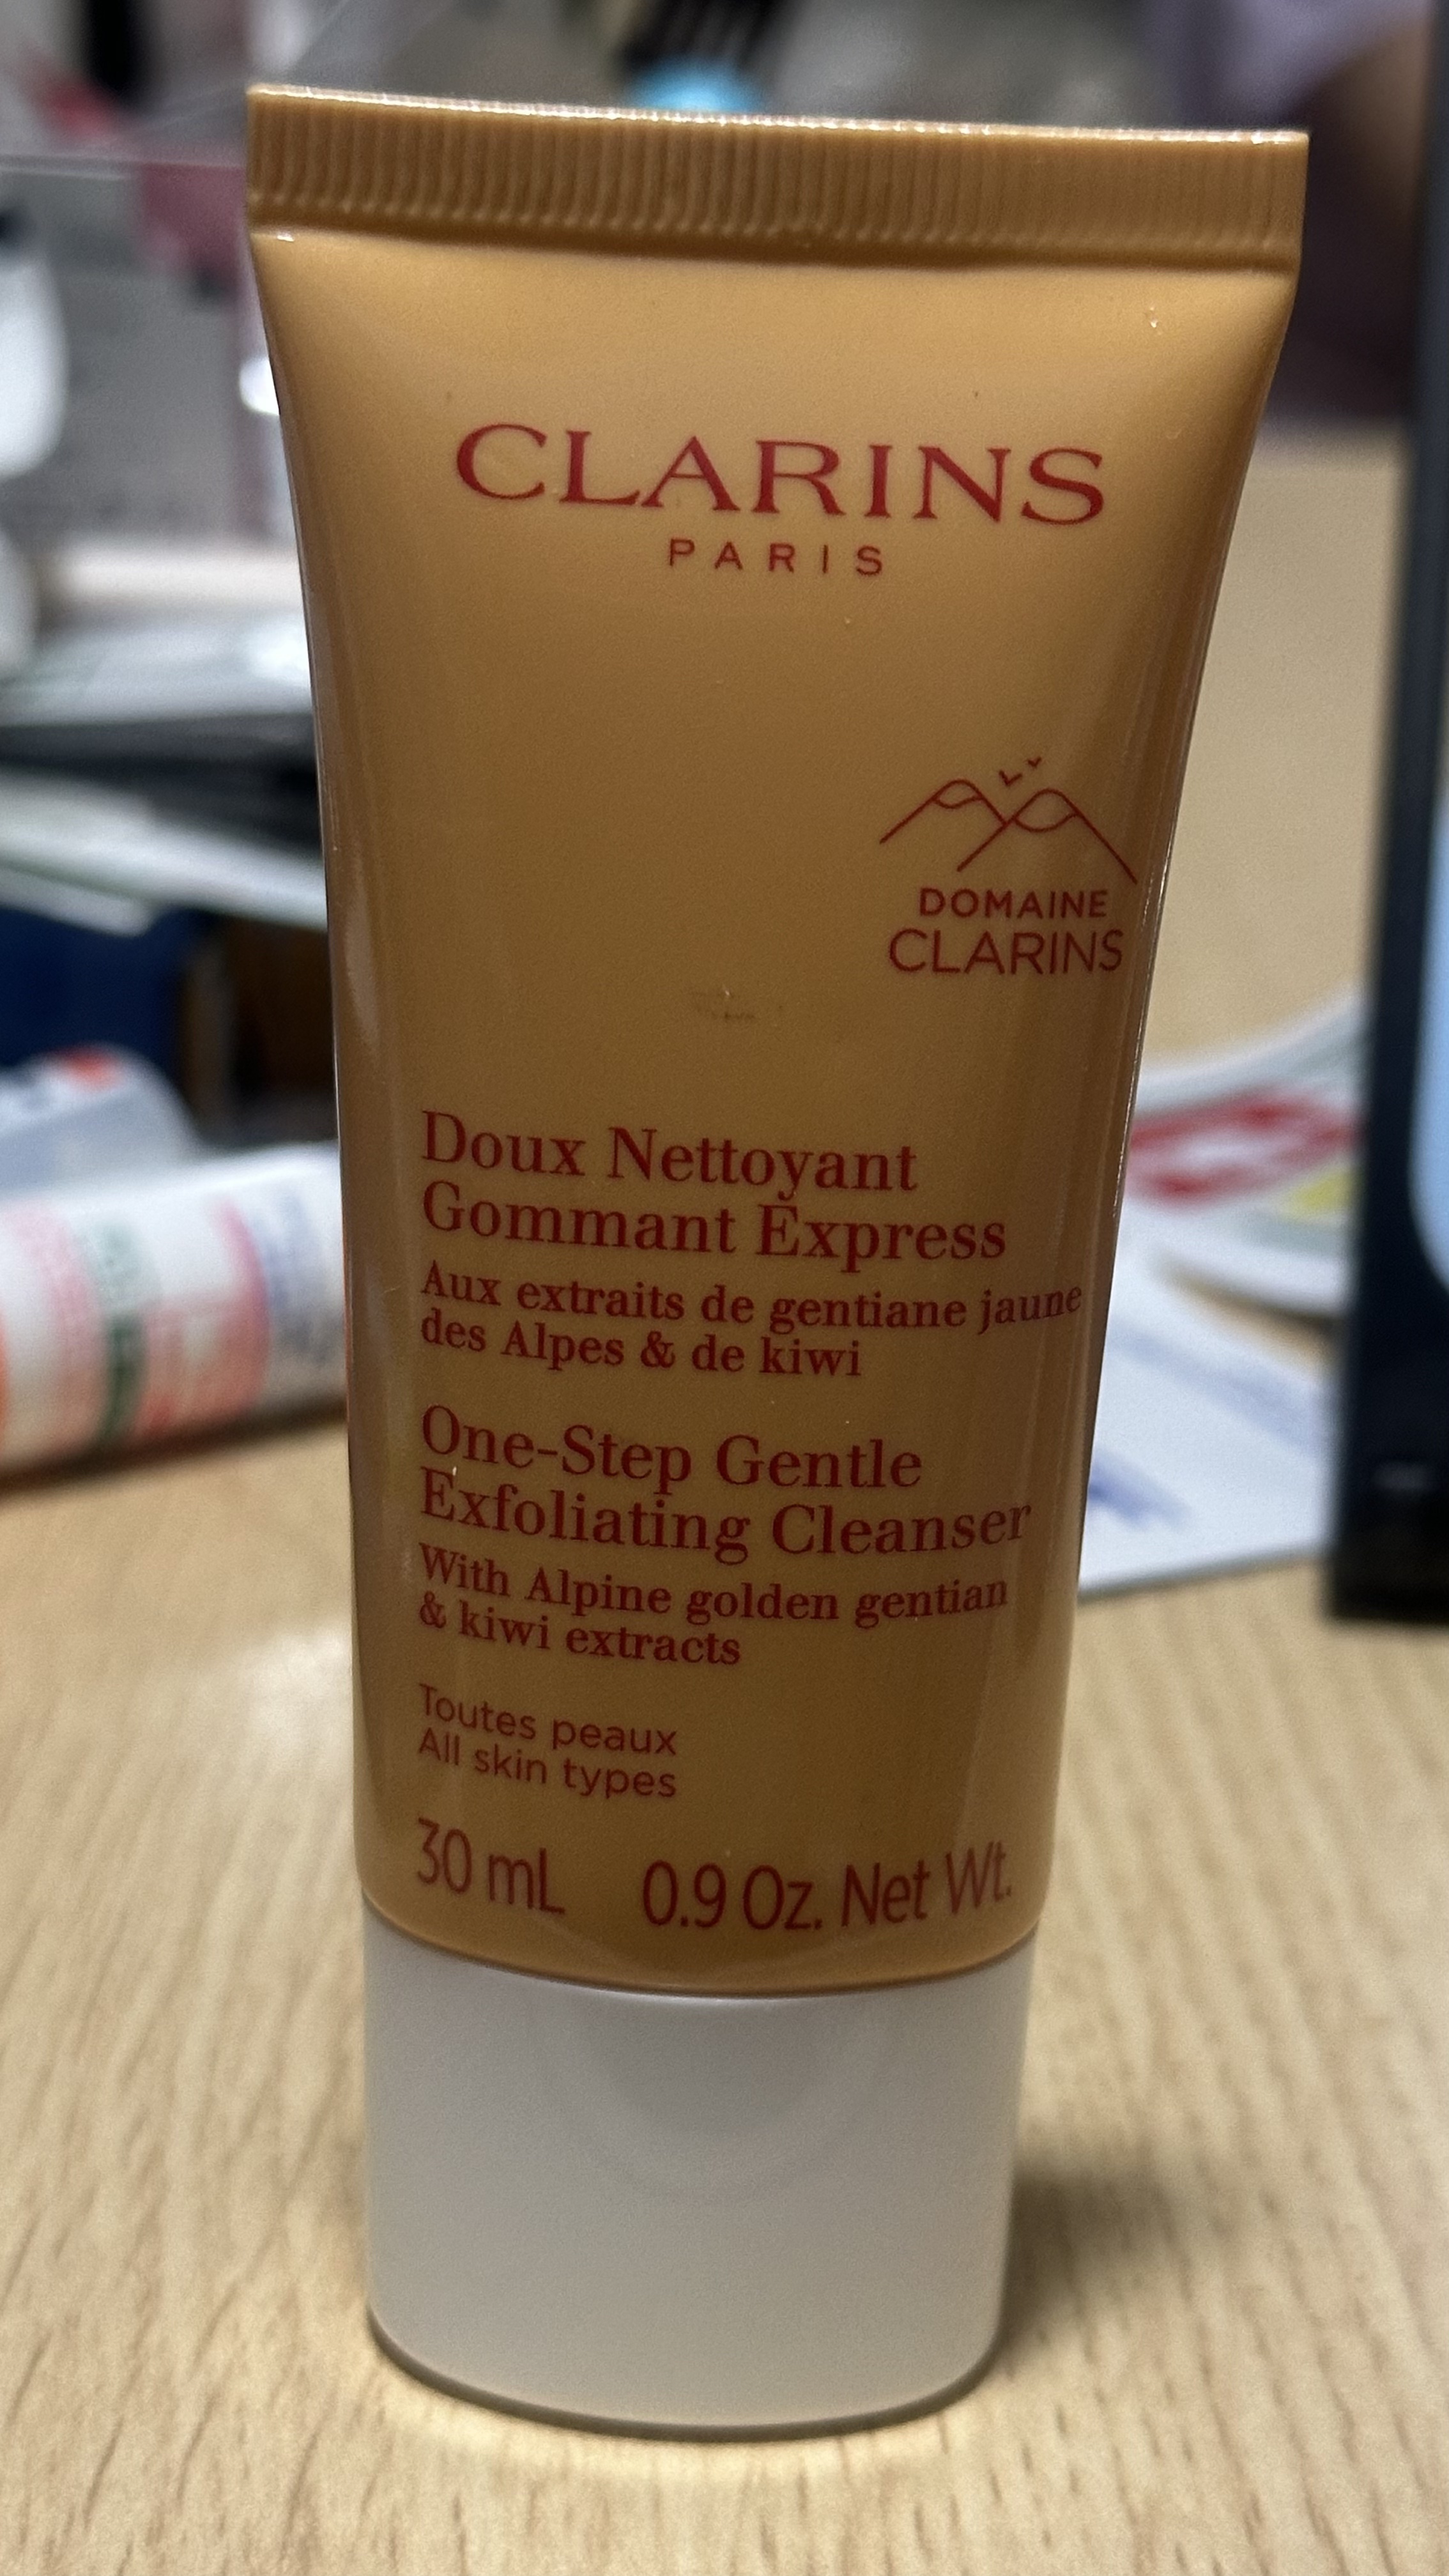 CLARINS
PARIS
DOMAINE
CLARINS
Doux Nettoyant
Gommant Express
Aux extraits de gentiane jaune
des Alpes & de kiwi
One-Step Gentle
Exfoliating Cleanser
With Alpine golden gentian
& kiwi extracts
Toutes peaux
All skin types
30 mL 0.9 Oz. Net Wt.